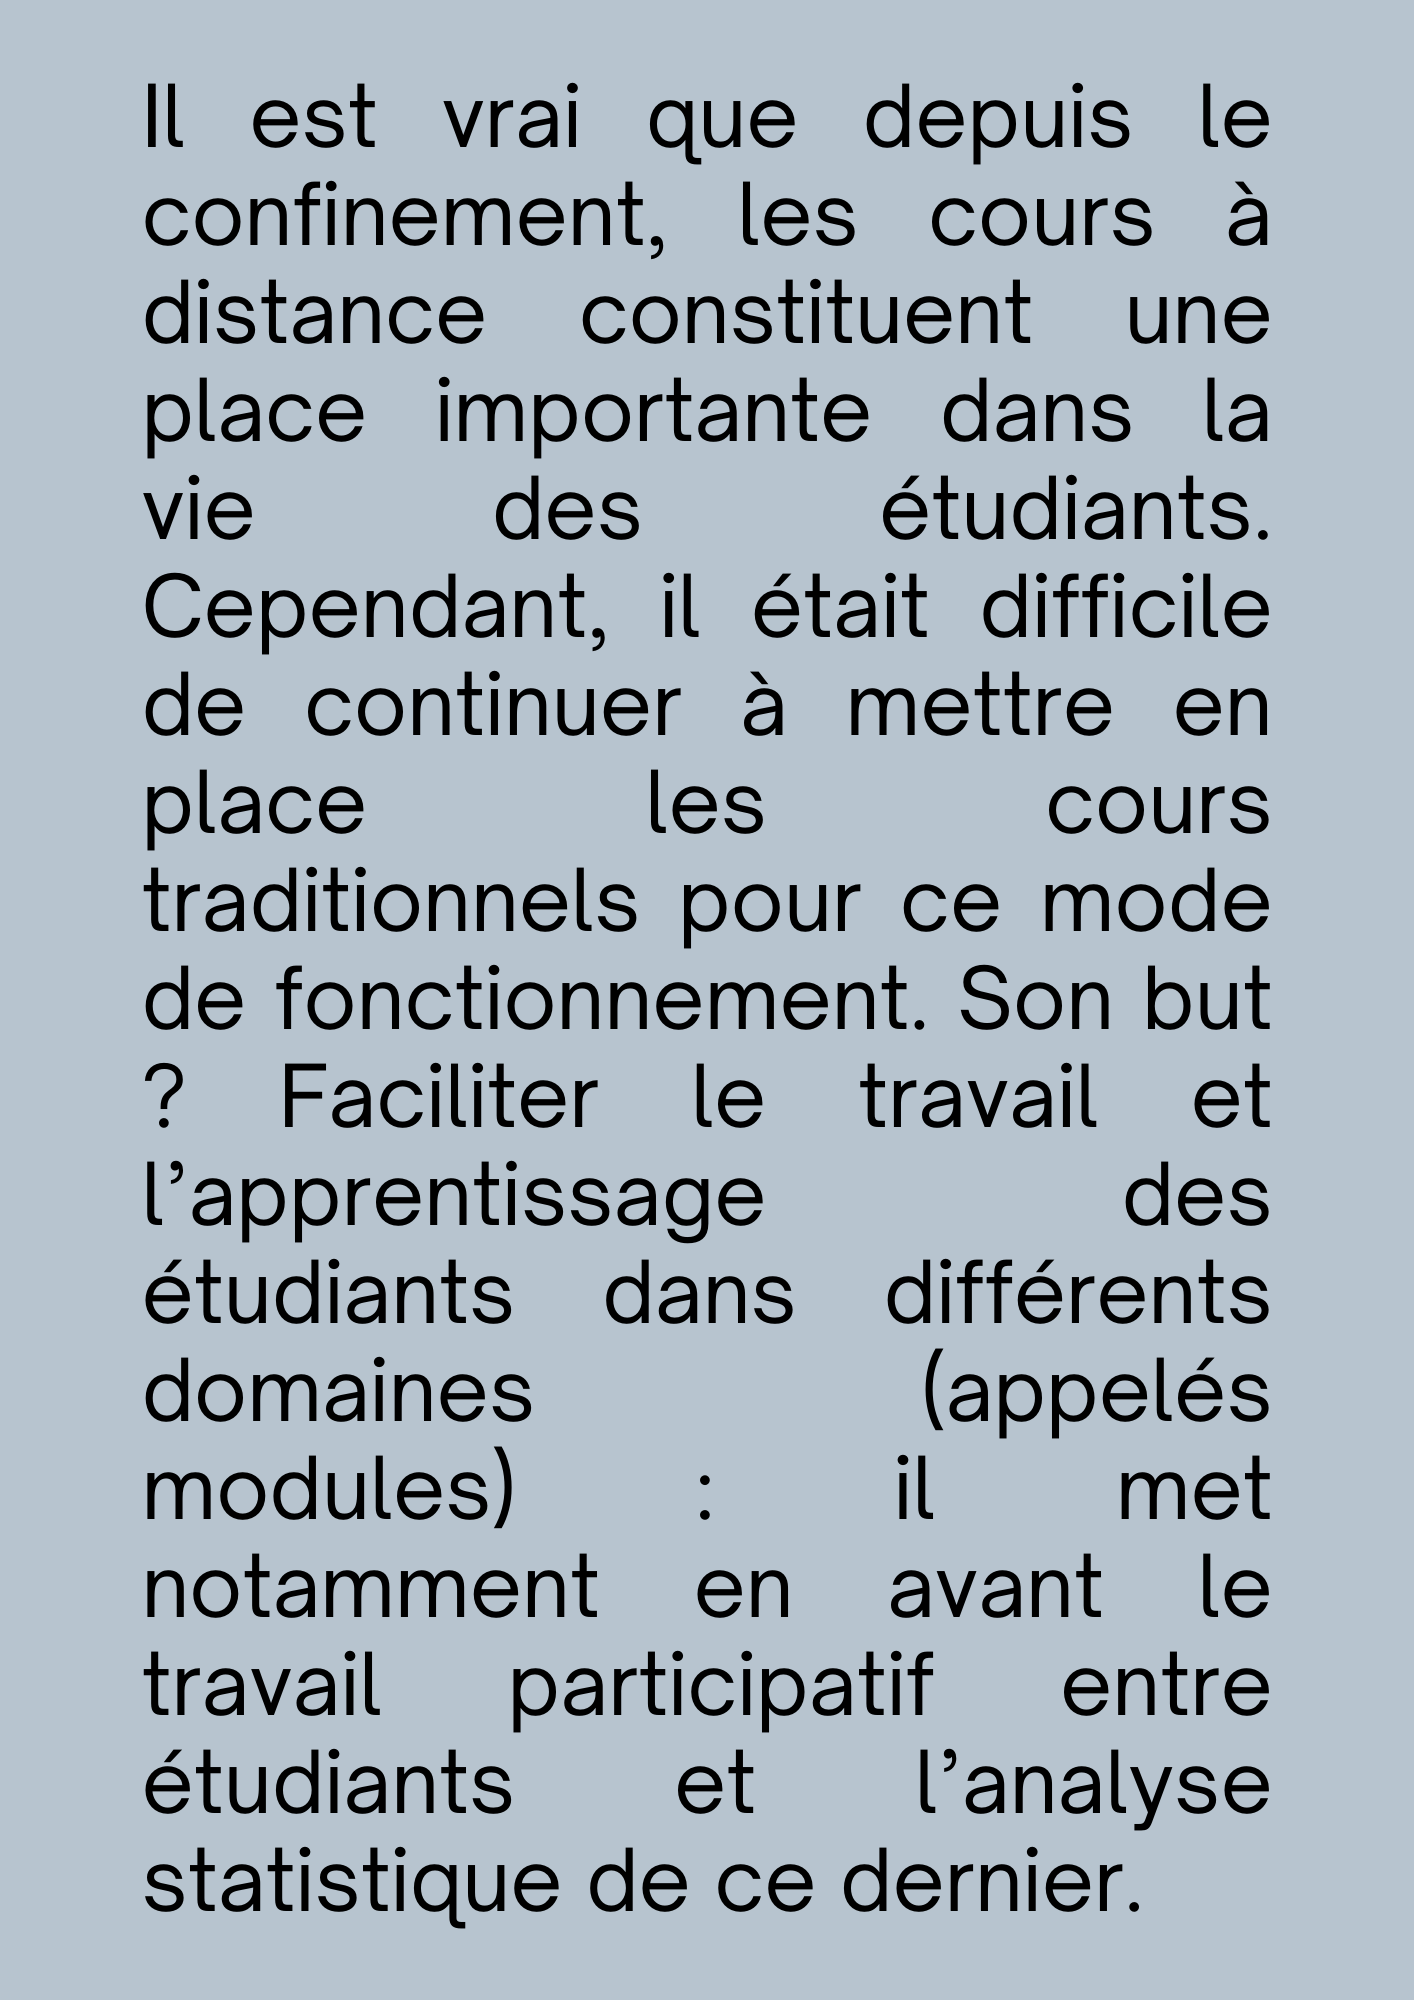 Il est vrai que depuis le
confinement, les cours à
distance constituent une
place importante dans la
vie des étudiants.
Cependant, il était difficile
de continuer à mettre en
place les cours
traditionnels pour ce mode
de fonctionnement. Son but
? Faciliter le travail et
l’apprentissage des
étudiants dans différents
domaines (appelés
modules) : il met
notamment en avant le
travail participatif entre
étudiants et l’analyse
statistique de ce dernier.